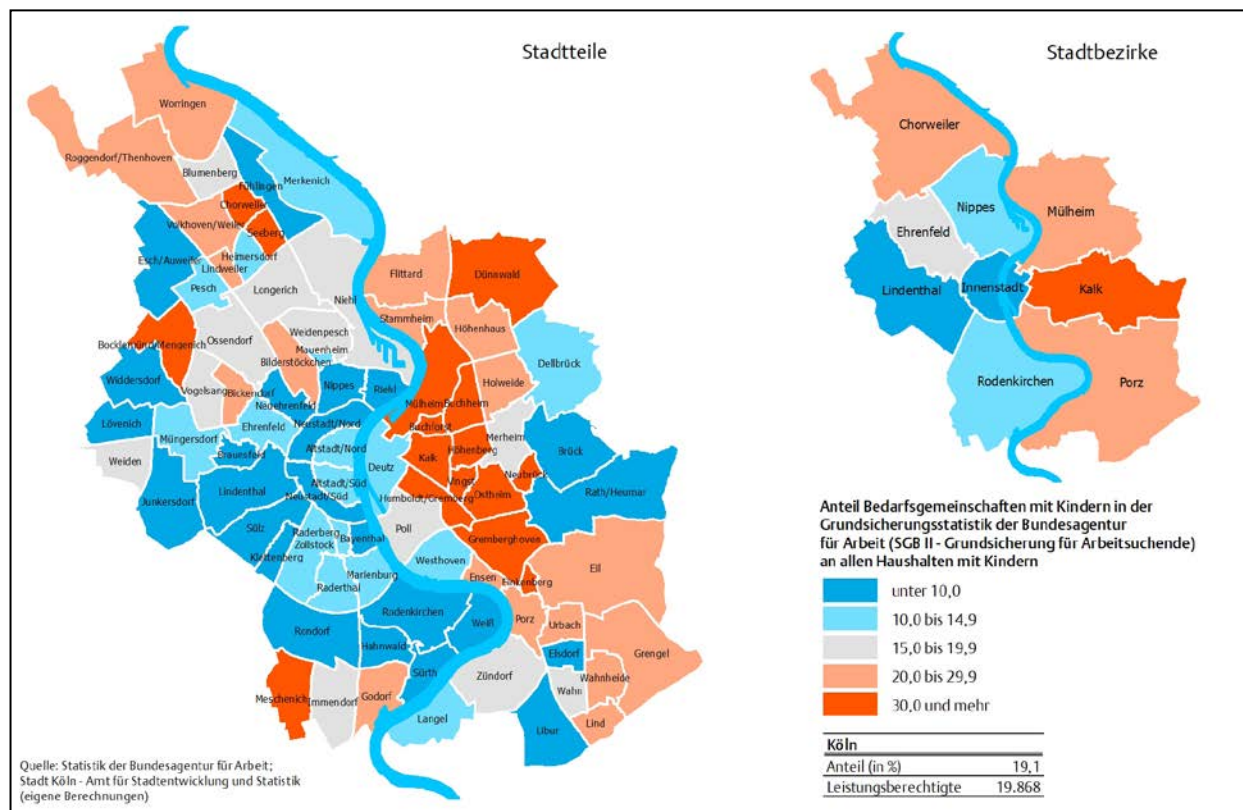 Stadtteile
Stadtbezirke
Worringen
Roggendorf/Thenhoven
Blumenberg
Fühlingen
Merkenich
Chorweiler
Volkhoven/Weiler
Seeberg
Esch/Auweiler
Heimersdorf
Lindweiler
Pesch
Longerich
Niehl
Flittard
Dünnwald
Stammheim
Höhenhaus
Weidenpesch
Ossendorf
Mauenheim
Bocklemünd/Mengenich
Bilderstöckchen
Dellbrück
Holweide
Widdersdorf
Nippes
Riehl
Vogelsang
Bickendorf
Neuehrenfeld
Mülheim
Buchheim
Lövenich
Ehrenfeld
Neustadt/Nord
Buchforst
Merheim
Müngersdorf
Braunsfeld
Altstadt/Nord
Kalk
Höhenberg
Brück
Weiden
Deutz
Vingst
Neubrück
Junkersdorf
Lindenthal
Altstadt/Süd
Neustadt/Süd
Humboldt/Gremberg
Ostheim
Rath/Heumar
Sülz
Raderberg
Zollstock
Bayenthal
Poll
Gremberghoven
Klettenberg
Westhoven
Marienburg
Raderthal
Ensen
Finkenberg
Eil
Rodenkirchen
Weiß
Porz
Urbach
Rondorf
Hahnwald
Elsdorf
Grengel
Sürth
Zündorf
Wahnheide
Wahn
Meschenich
Immendorf
Godorf
Langel
Libur
Lind
Chorweiler
Nippes
Mülheim
Ehrenfeld
Lindenthal
Innenstadt
Kalk
Rodenkirchen
Porz
Anteil Bedarfsgemeinschaften mit Kindern in der
Grundsicherungsstatistik der Bundesagentur
für Arbeit (SGB II - Grundsicherung für Arbeitsuchende)
an allen Haushalten mit Kindern
unter 10,0
10,0 bis 14,9
15,0 bis 19,9
20,0 bis 29,9
30,0 und mehr
Köln
Anteil (in %) 19,1
Leistungsberechtigte 19.868
Quelle: Statistik der Bundesagentur für Arbeit;
Stadt Köln - Amt für Stadtentwicklung und Statistik
(eigene Berechnungen)